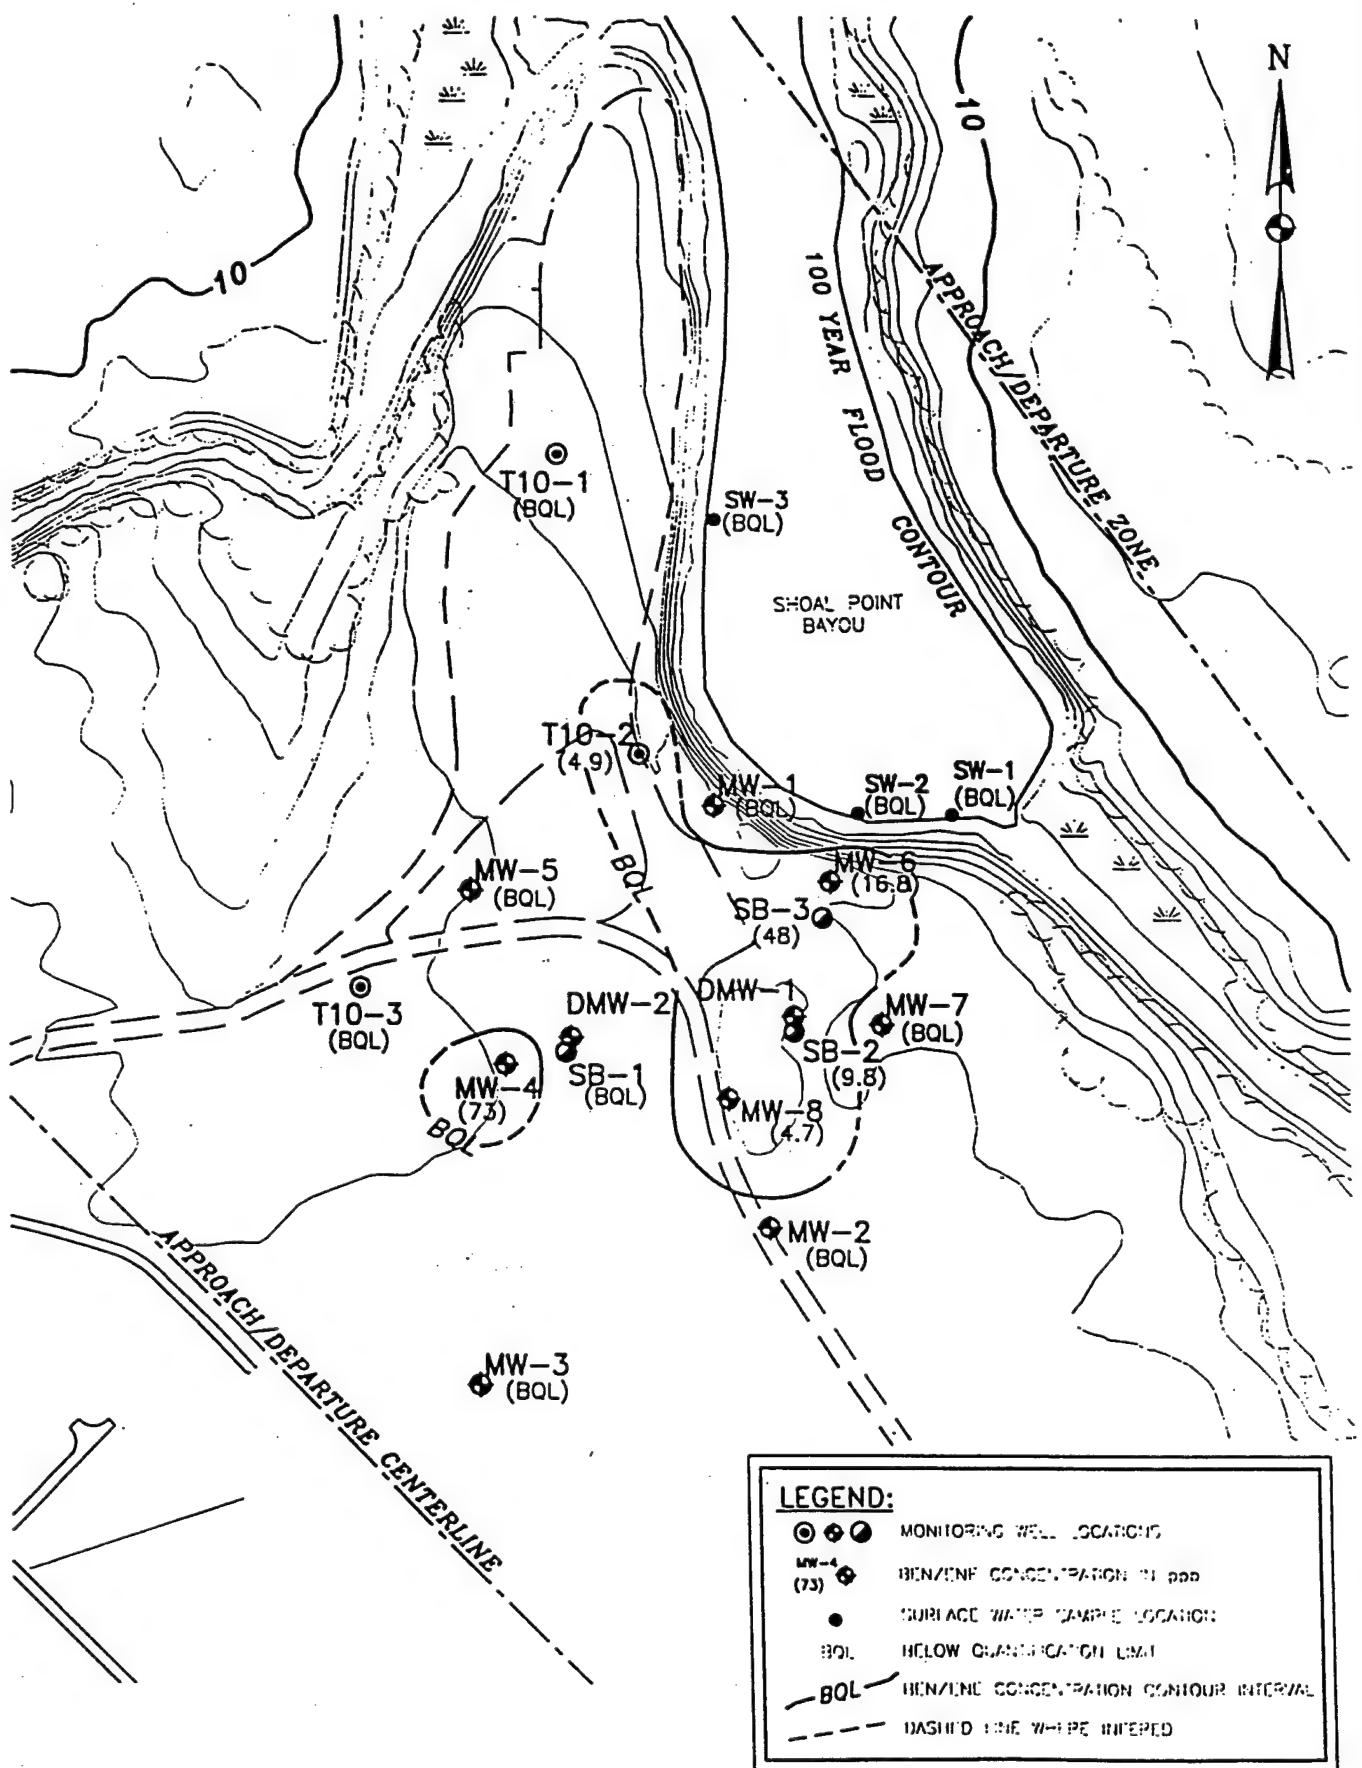 N
10
10
APPROACH/DEPARTURE ZONE
100 YEAR FLOOD CONTOUR
T10-1
(BQL)
SW-3
(BQL)
SHOAL POINT
BAYOU
T10-2
(4.9)
MW-1
(BQL)
SW-2
(BQL)
SW-1
(BQL)
BQL
MW-5
(BQL)
MW-6
(16.8)
SB-3
(48)
T10-3
(BQL)
DMW-2
DMW-1
MW-7
(BQL)
SB-1
(BQL)
SB-2
(9.8)
MW-4
(73)
BQL
MW-8
(4.7)
MW-2
(BQL)
APPROACH/DEPARTURE CENTERLINE
MW-3
(BQL)
LEGEND:
MONITORING WELL LOCATIONS
MW-4
(73)
BENZENE CONCENTRATION IN
SURFACE WATER SAMPLE LOCATION
BQL
BELOW QUANTIFICATION LIMIT
BQL
BENZENE CONCENTRATION CONTOUR INTERVAL
DASHED LINE WHERE INFERED